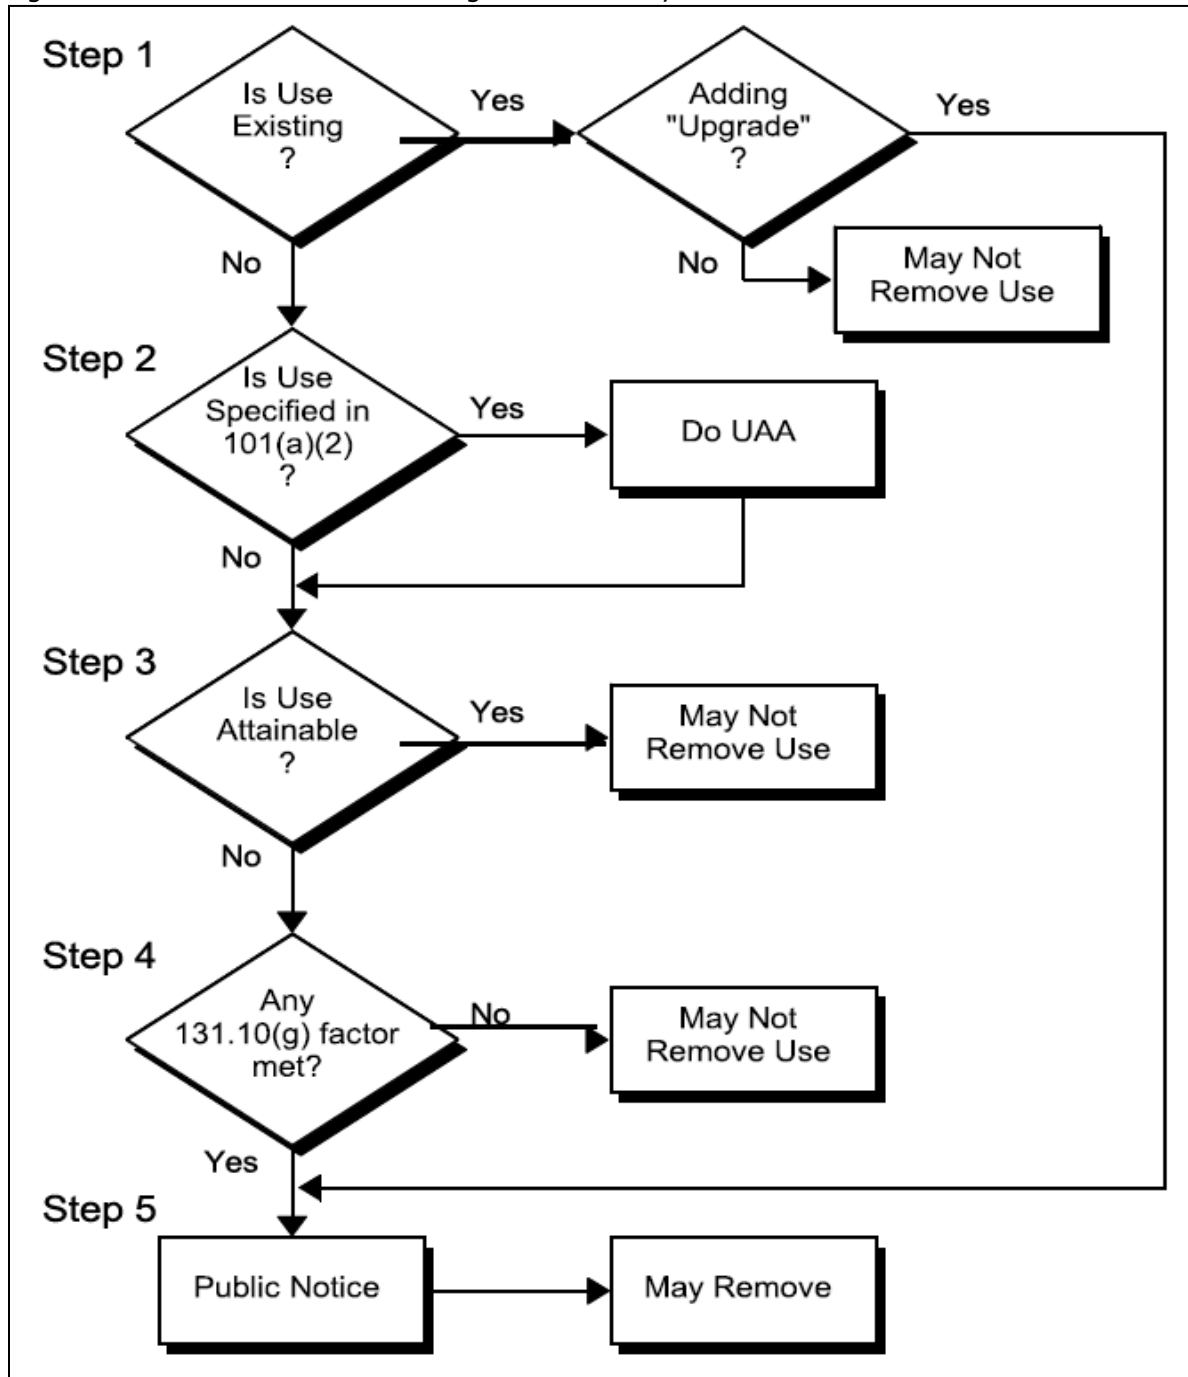 Step 1
Is Use
Existing
?
Yes
Adding
"Upgrade"
?
Yes
No
No
May Not
Remove Use
Step 2
Is Use
Specified in
101(a)(2)
?
Yes
Do UAA
No
Step 3
Is Use
Attainable
?
Yes
May Not
Remove Use
No
Step 4
Any
131.10(g) factor
met?
No
May Not
Remove Use
Yes
Step 5
Public Notice
May Remove